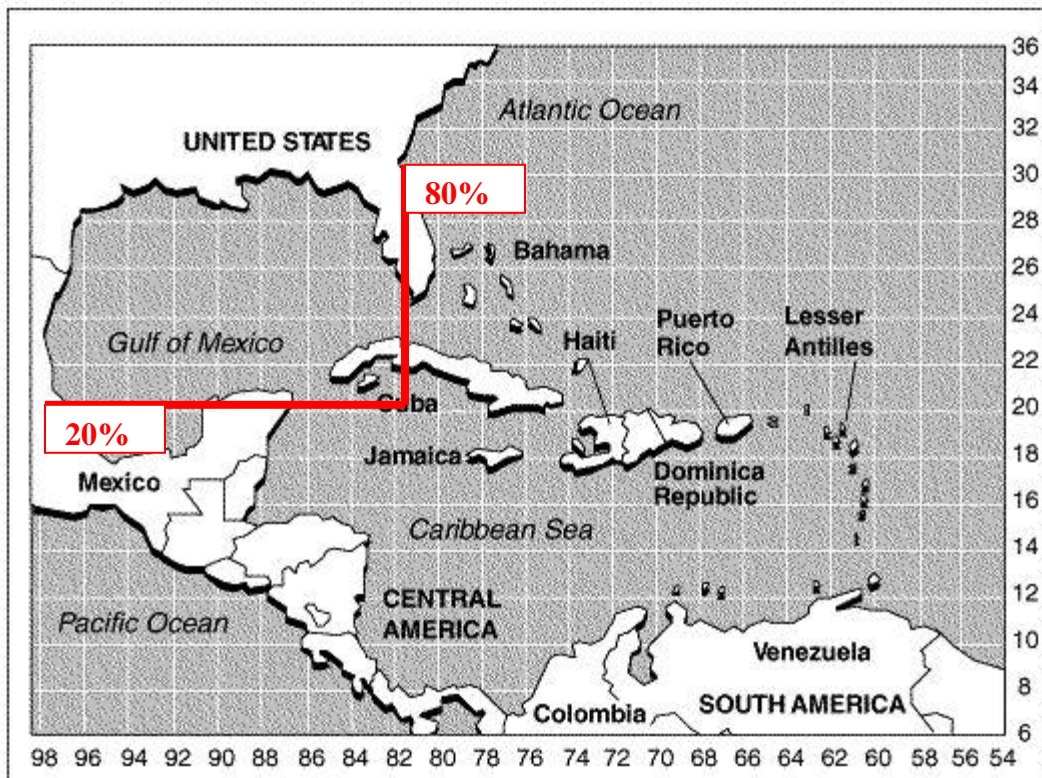 Atlantic Ocean
UNITED STATES
80%
Bahama
Gulf of Mexico
Haiti
Puerto
Rico
Lesser
Antilles
Cuba
20%
Jamaica
Mexico
Dominica
Republic
Caribbean Sea
CENTRAL
AMERICA
Pacific Ocean
Venezuela
Colombia
SOUTH AMERICA
36
34
32
30
28
26
24
22
20
18
16
14
12
10
8
6
98 96 94 92 90 88 86 84 82 80 78 76 74 72 70 68 66 64 62 60 58 56 54